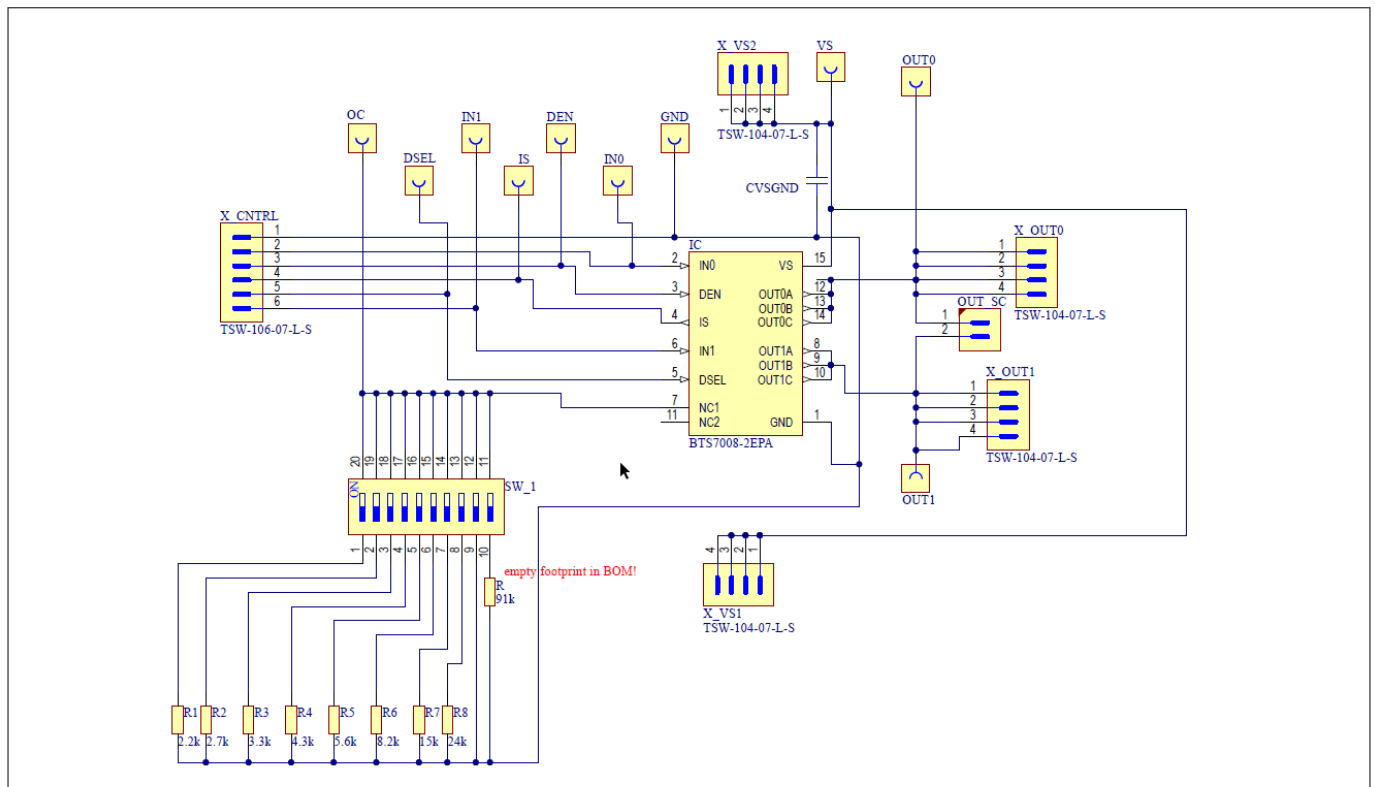 X_VS2
VS
OUT0
1 2 3 4
TSW-104-07-L-S
OC
IN1
DEN
GND
DSEL
IS
IN0
CVSGND
X_CNTRL
1
2
3
4
5
6
TSW-106-07-L-S
IC
2 IN0 VS 15
3 DEN OUT0A 12
OUT0B 13
4 IS OUT0C 14
6 IN1 OUT1A 8
OUT1B 9
5 DSEL OUT1C 10
7 NC1
11 NC2 GND 1
BTS7008-2EPA
X_OUT0
1
2
3
4
TSW-104-07-L-S
OUT_SC
1
2
X_OUT1
1
2
3
4
TSW-104-07-L-S
OUT1
20 19 18 17 16 15 14 13 12 11
ON
SW_1
1 2 3 4 5 6 7 8 9 10
empty footprint in BOM!
R
91k
4 3 2 1
X_VS1
TSW-104-07-L-S
R1 R2 R3 R4 R5 R6 R7 R8
2.2k 2.7k 3.3k 4.3k 5.6k 8.2k 15k 24k